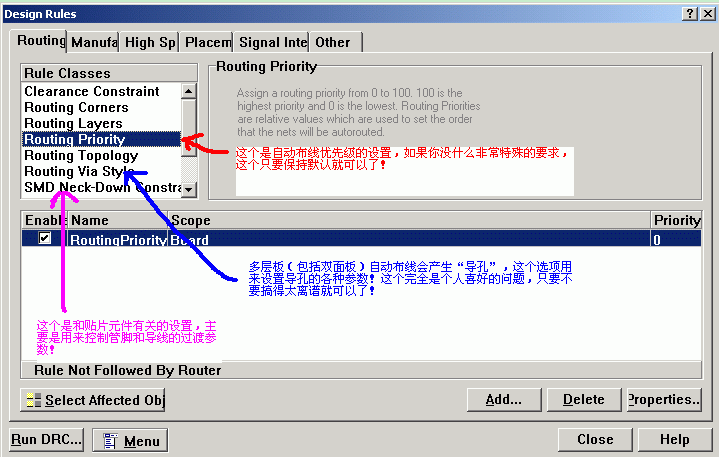 Design Rules
Routing
Manufa
High Sp
Placem
Signal Inte
Other
Rule Classes
Clearance Constraint
Routing Corners
Routing Layers
Routing Priority
Routing Topology
Routing Via Style
SMD Neck-Down Constra
Routing Priority
Assign a routing priority from 0 to 100. 100 is the
highest priority and 0 is the lowest. Routing Priorities
are relative values which are used to set the order
that the nets will be autorouted.
这个是自动布线优先级的设置，如果你没什么非常特殊的要求，
这个只要保持默认就可以了！
Enable Name Scope Priority
RoutingPriority Board 0
多层板（包括双面板）自动布线会产生“导孔”，这个选项用
来设置导孔的各种参数！这个完全是个人喜好的问题，只要不
要搞得太离谱就可以了！
这个是和贴片元件有关的设置，主
要是用来控制管脚和导线的过渡参
数！
Rule Not Followed By Router
Select Affected Obj
Add...
Delete
Properties...
Run DRC...
Menu
Close
Help